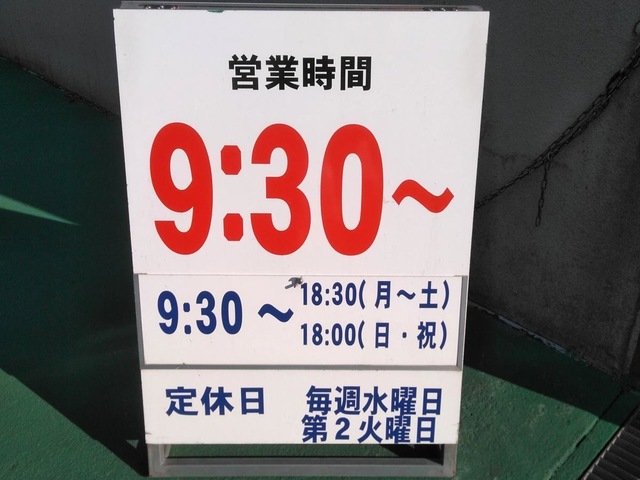 営業時間
9:30～
9:30～ 18:30(月～土)
18:00(日・祝)
定休日 毎週水曜日
第2火曜日